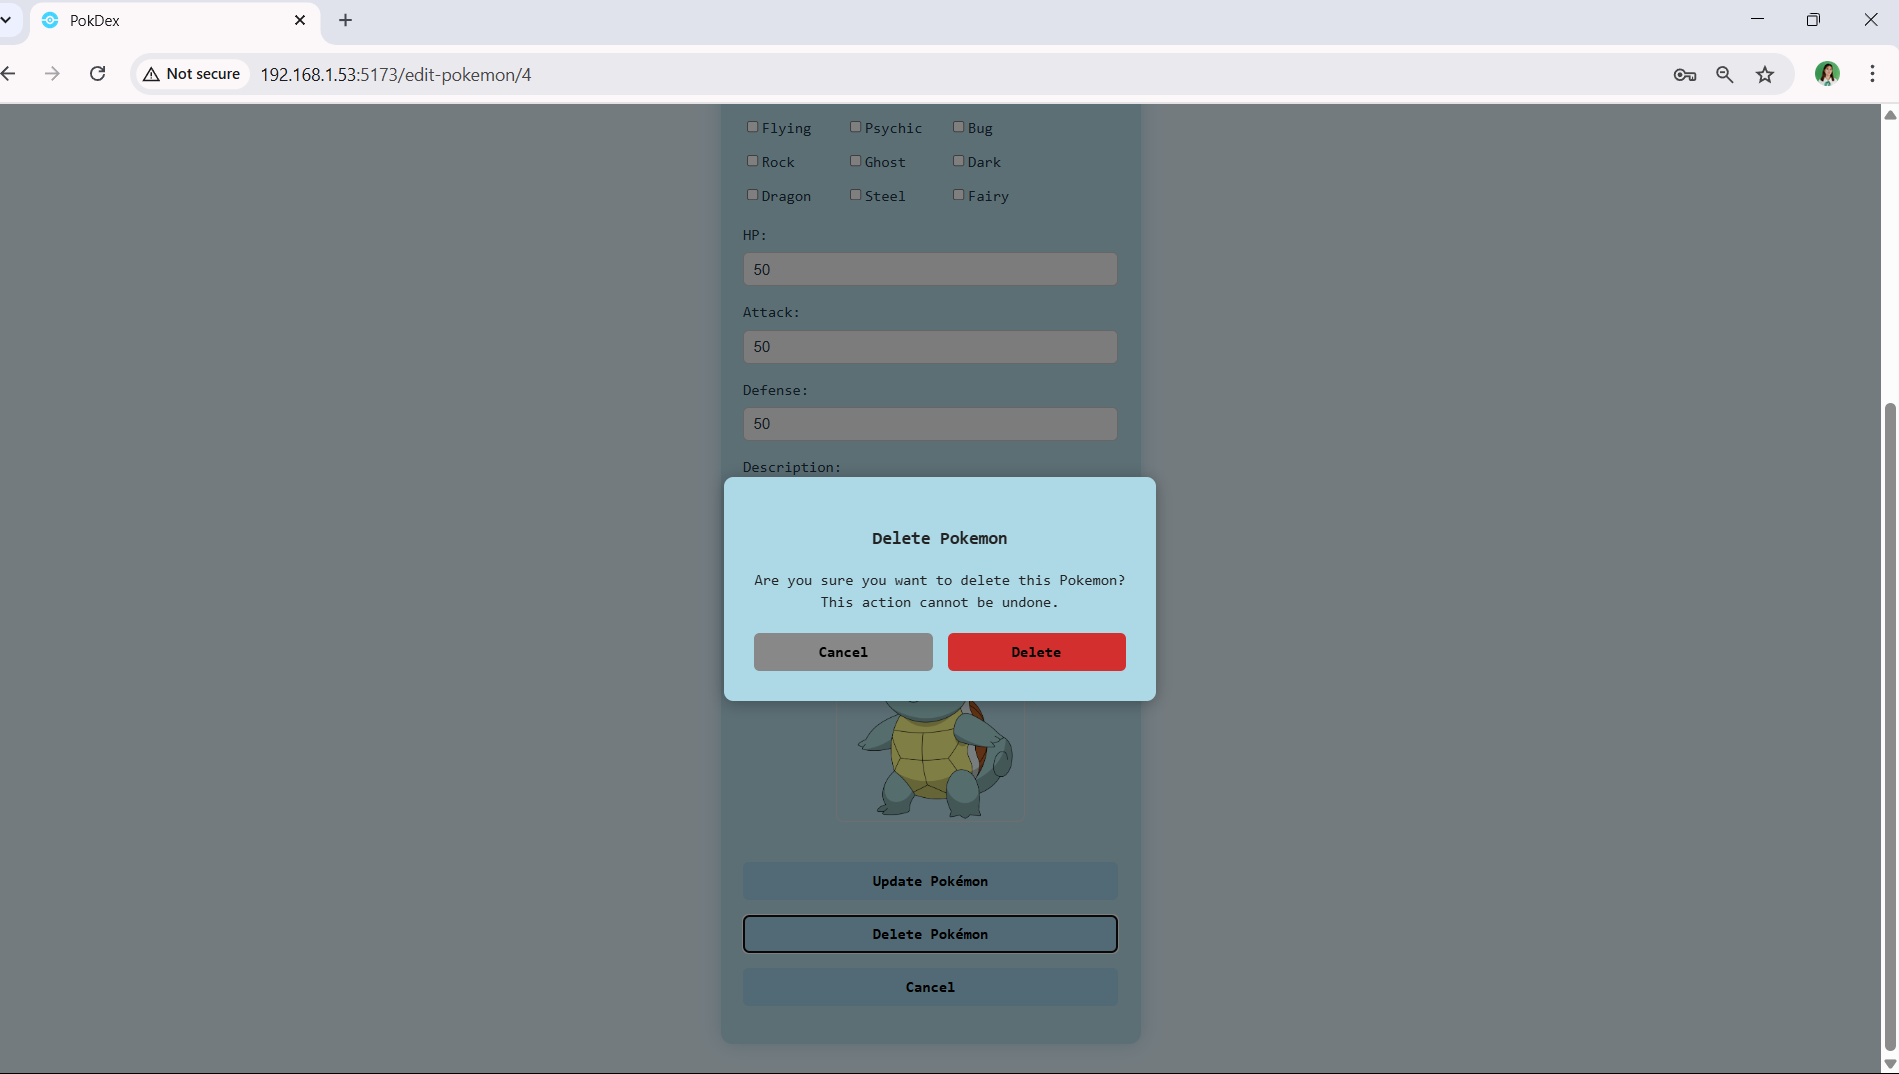 PokDex
Not secure
192.168.1.53:5173/edit-pokemon/4
Flying Psychic Bug
Rock Ghost Dark
Dragon Steel Fairy
HP:
50
Attack:
50
Defense:
50
Description:
Delete Pokemon
Are you sure you want to delete this Pokemon?
This action cannot be undone.
Cancel Delete
Update Pokémon
Delete Pokémon
Cancel